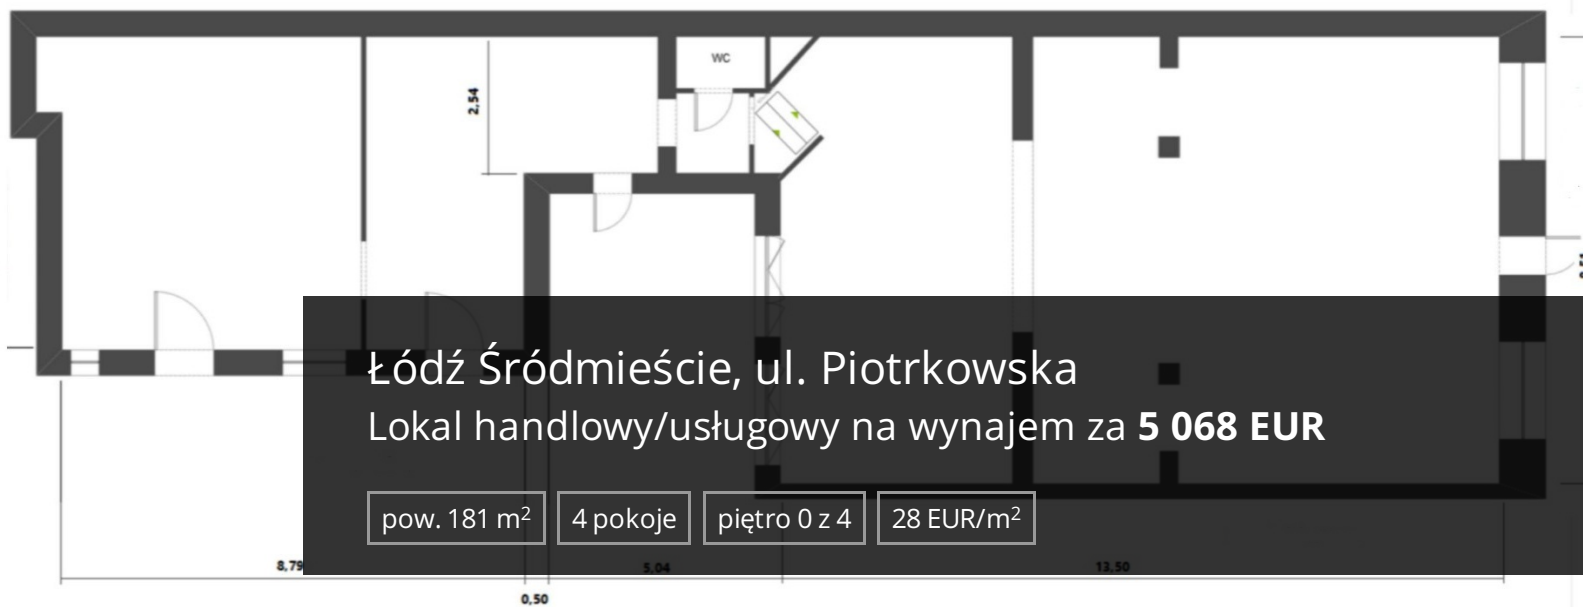 WC
2,54
Łódź Śródmieście, ul. Piotrkowska
Lokal handlowy/usługowy na wynajem za 5 068 EUR
pow. 181 m²
4 pokoje
piętro 0 z 4
28 EUR/m²
8,79
5,04
13,50
0,50